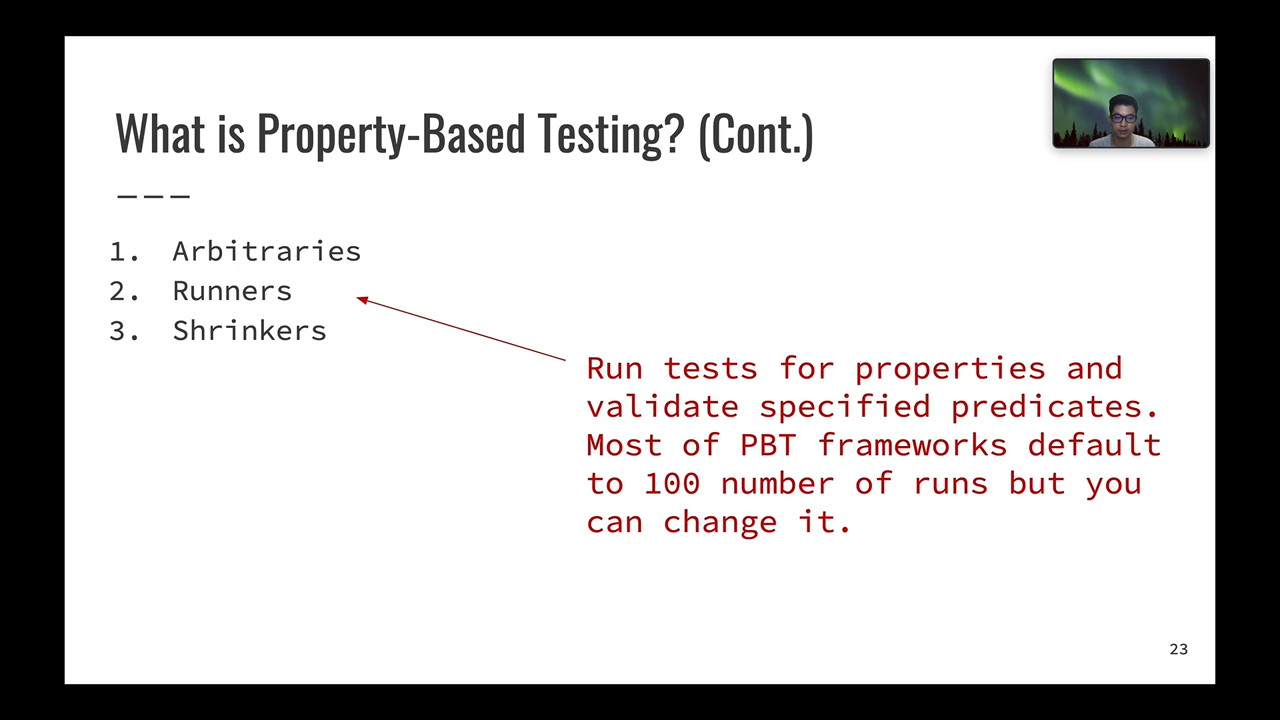 What is Property-Based Testing? (Cont.)
1. Arbitraries
2. Runners
3. Shrinkers
Run tests for properties and
validate specified predicates.
Most of PBT frameworks default
to 100 number of runs but you
can change it.
23